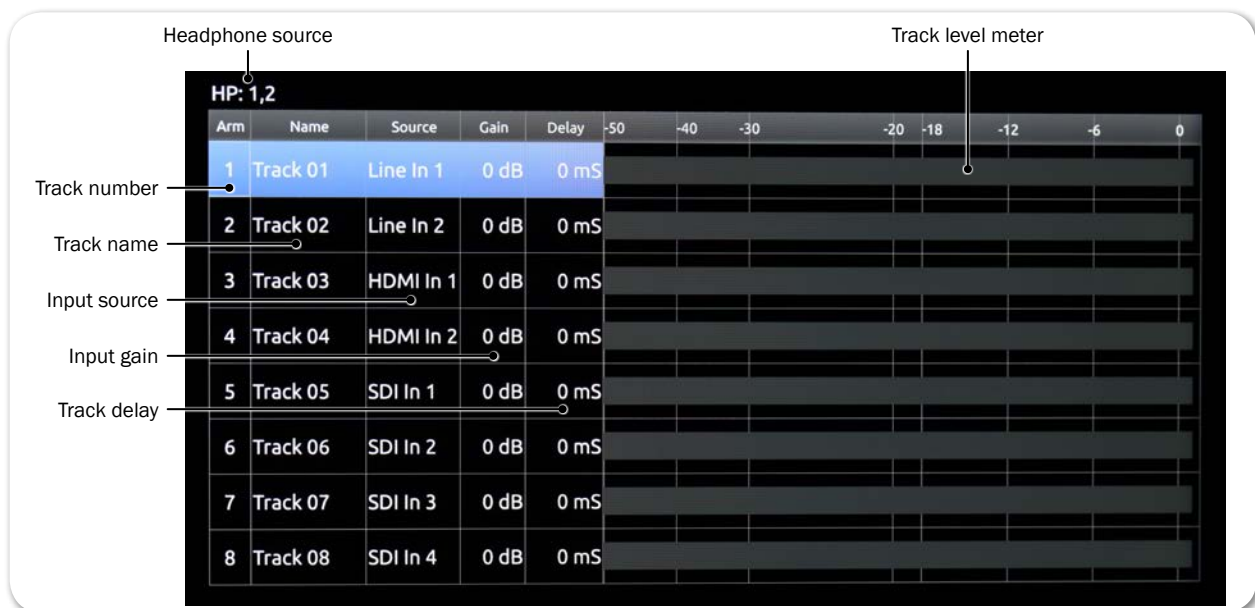 Headphone source
Track level meter
HP: 1,2
Arm Name Source Gain Delay -50 -40 -30 -20 -18 -12 -6 0
1 Track 01 Line In 1 0 dB 0 mS
Track number
2 Track 02 Line In 2 0 dB 0 mS
Track name
3 Track 03 HDMI In 1 0 dB 0 mS
Input source
4 Track 04 HDMI In 2 0 dB 0 mS
Input gain
5 Track 05 SDI In 1 0 dB 0 mS
Track delay
6 Track 06 SDI In 2 0 dB 0 mS
7 Track 07 SDI In 3 0 dB 0 mS
8 Track 08 SDI In 4 0 dB 0 mS